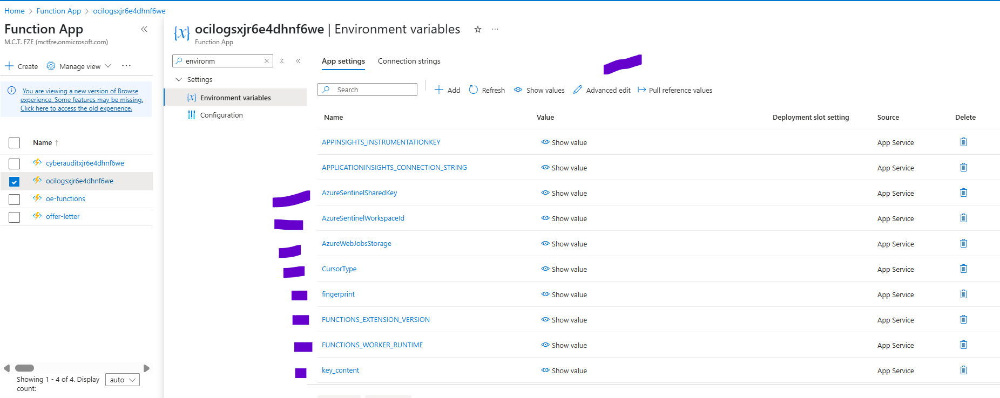 Home > Function App > ocilogsxjr6e4dhnf6we
Function App
M.C.T. FZE (mctfze.onmicrosoft.com)
Create Manage view ...
You are viewing a new version of Browse
experience. Some features may be missing.
Click here to access the old experience.
Name ↑
cyberauditxjr6e4dhnf6we
ocilogsxjr6e4dhnf6we
oe-functions
offer-letter
Showing 1 - 4 of 4. Display
count:
auto
ocilogsxjr6e4dhnf6we | Environment variables
Function App
environm
Settings
Environment variables
Configuration
App settings Connection strings
Search
Add Refresh Show values Advanced edit Pull reference values
Name Value Deployment slot setting Source Delete
APPINSIGHTS_INSTRUMENTATIONKEY Show value App Service
APPLICATIONINSIGHTS_CONNECTION_STRING Show value App Service
AzureSentinelSharedKey Show value App Service
AzureSentinelWorkspaceId Show value App Service
AzureWebJobsStorage Show value App Service
CursorType Show value App Service
fingerprint Show value App Service
FUNCTIONS_EXTENSION_VERSION Show value App Service
FUNCTIONS_WORKER_RUNTIME Show value App Service
key_content Show value App Service